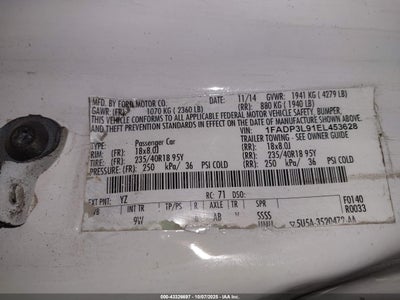 MFD. BY FORD MOTOR CO. 11/14 GVWR: 1941 KG (4279 LB)
GAWR: (FR) 1070 KG (2360 LB) (RR): 880 KG (1940 LB)
THIS VEHICLE CONFORMS TO ALL APPLICABLE FEDERAL MOTOR VEHICLE SAFETY, BUMPER,
AND THEFT PREVENTION STANDARDS IN EFFECT ON THE DATE OF MANUFACTURE SHOWN ABOVE.
VIN: 1FADP3L91EL453628
TYPE: Passenger Car TRAILER TOWING - SEE OWNER GUIDE
RIM: (FR) 18x8.0J (RR): 18x8.0J
TIRES: (FR) 235/40R18 95Y (RR): 235/40R18 95Y
PRESSURE: (FR) 250 kPa/ 36 PSI COLD (RR): 250 kPa/ 36 PSI COLD
EXT PNT: YZ RC: 71 DSO: F0140
INT TR TP/PS R AXLE TR SPR R0033
9W AB SSSS
5U5A-3520472-AA
000-43320697 10/07/2025 © IAA, LLC